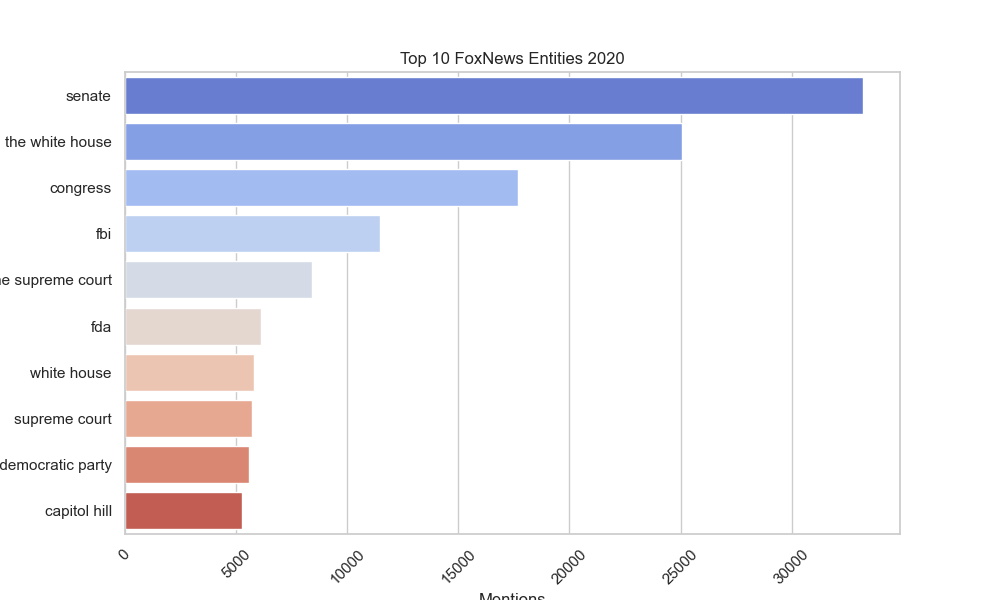 Top 10 FoxNews Entities 2020
senate
the white house
congress
fbi
supreme court
fda
white house
supreme court
democratic party
capitol hill
0
5000
10000
15000
20000
25000
30000
Mentions